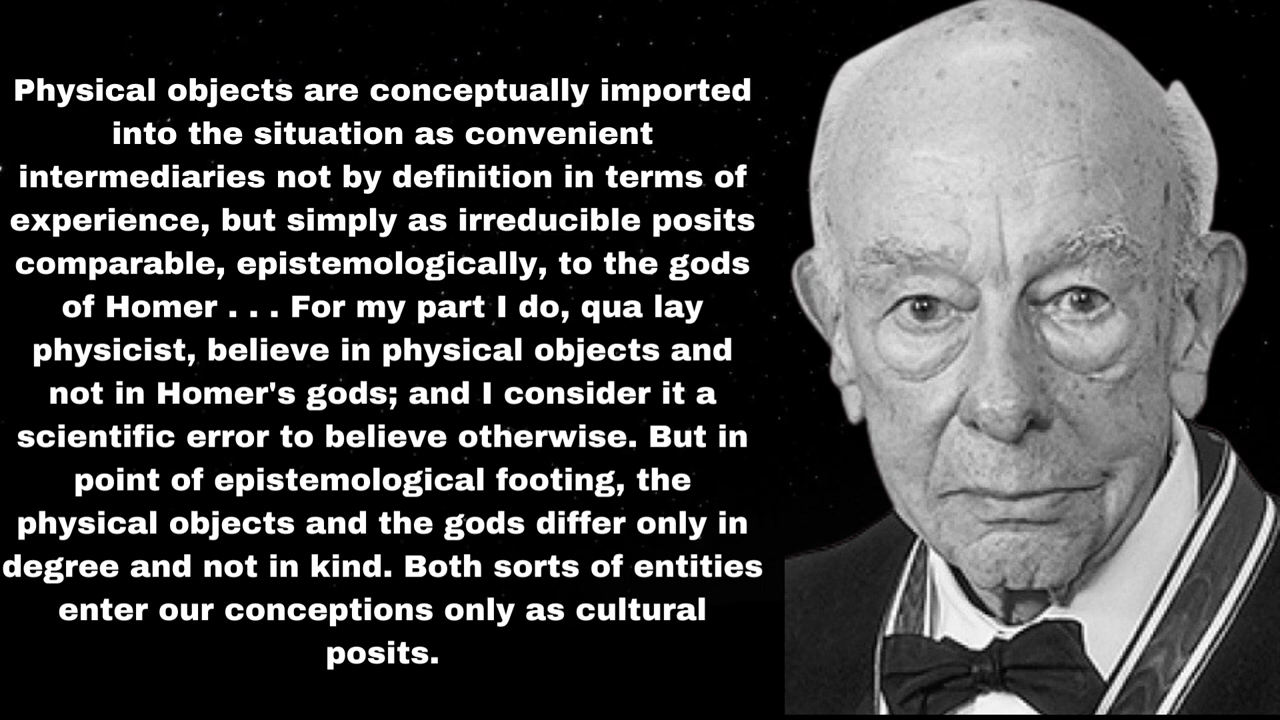 Physical objects are conceptually imported
into the situation as convenient
intermediaries not by definition in terms of
experience, but simply as irreducible posits
comparable, epistemologically, to the gods
of Homer . . . For my part I do, qua lay
physicist, believe in physical objects and
not in Homer's gods; and I consider it a
scientific error to believe otherwise. But in
point of epistemological footing, the
physical objects and the gods differ only in
degree and not in kind. Both sorts of entities
enter our conceptions only as cultural
posits.